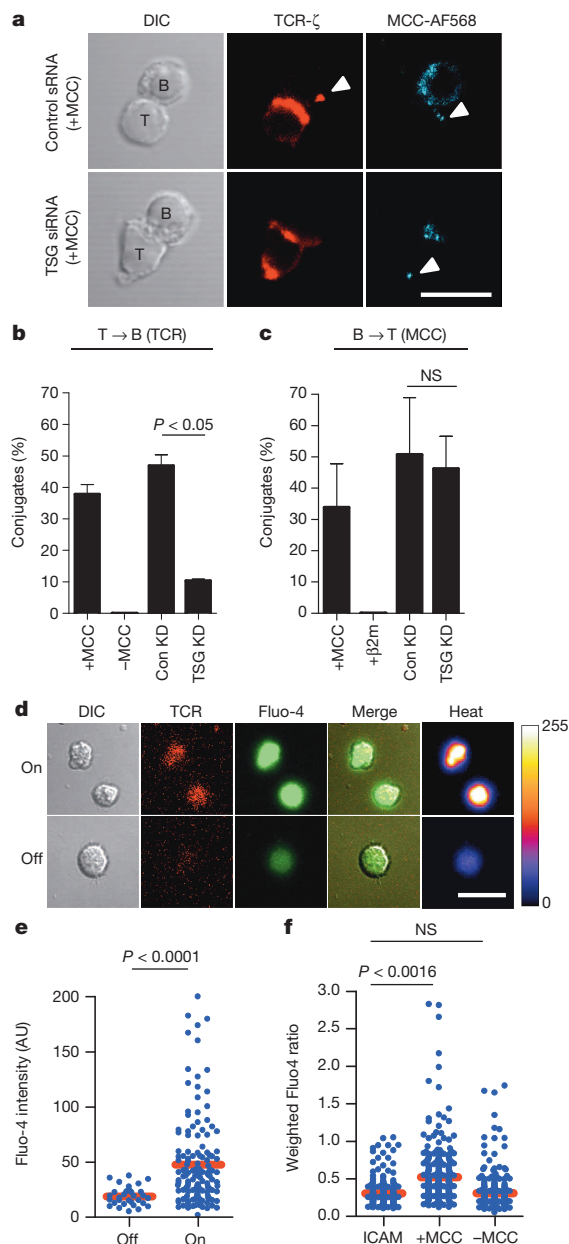 a
DIC TCR-ζ MCC-AF568
Control sRNA
(+MCC)
B
T
TSG siRNA
(+MCC)
B
T
b
T → B (TCR)
Conjugates (%)
70
60
50
40
30
20
10
0
P < 0.05
+MCC
–MCC
Con KD
TSG KD
c
B → T (MCC)
Conjugates (%)
70
60
50
40
30
20
10
0
NS
+MCC
+β2m
Con KD
TSG KD
d
DIC TCR Fluo-4 Merge Heat
On
Off
255
0
e
P < 0.0001
Fluo-4 intensity (AU)
200
150
100
50
0
Off On
f
NS
P < 0.0016
Weighted Fluo4 ratio
3.0
2.5
2.0
1.5
1.0
0.5
0.0
ICAM +MCC –MCC